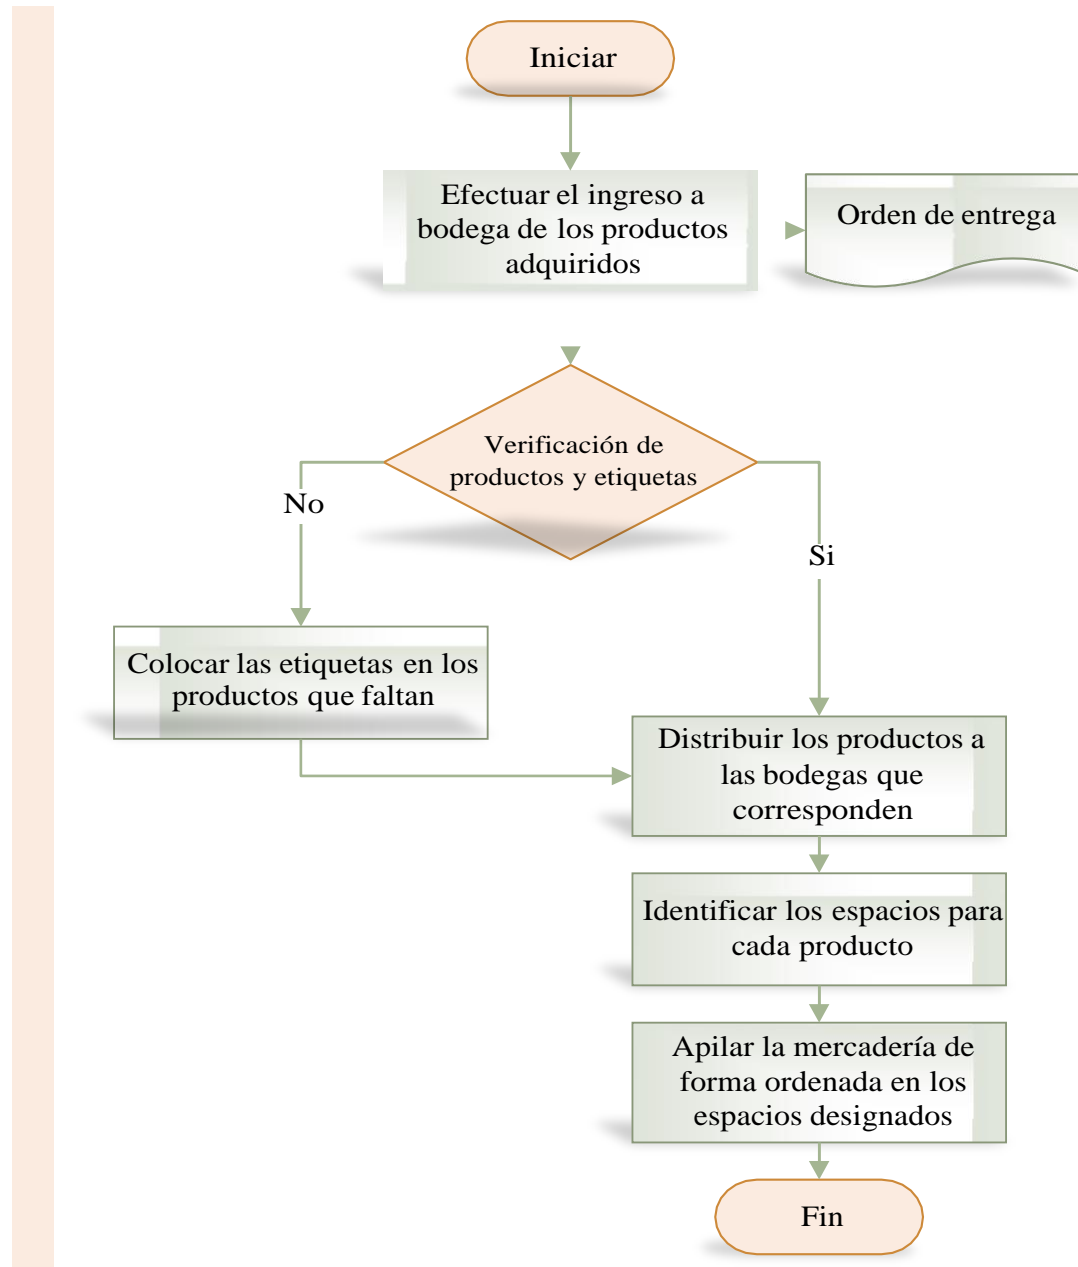 Iniciar
Efectuar el ingreso a
bodega de los productos
adquiridos
Orden de entrega
Verificación de
productos y etiquetas
No
Si
Colocar las etiquetas en los
productos que faltan
Distribuir los productos a
las bodegas que
corresponden
Identificar los espacios para
cada producto
Apilar la mercadería de
forma ordenada en los
espacios designados
Fin